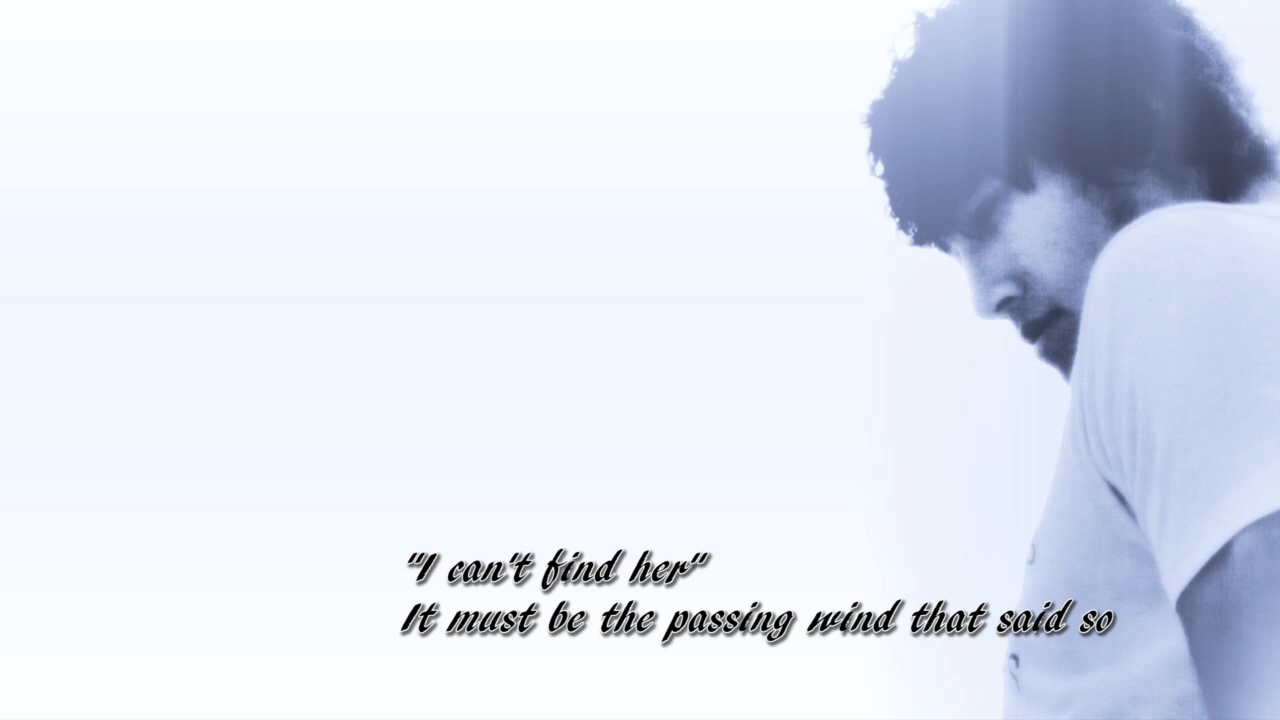 "I can't find her"
It must be the passing wind that said so